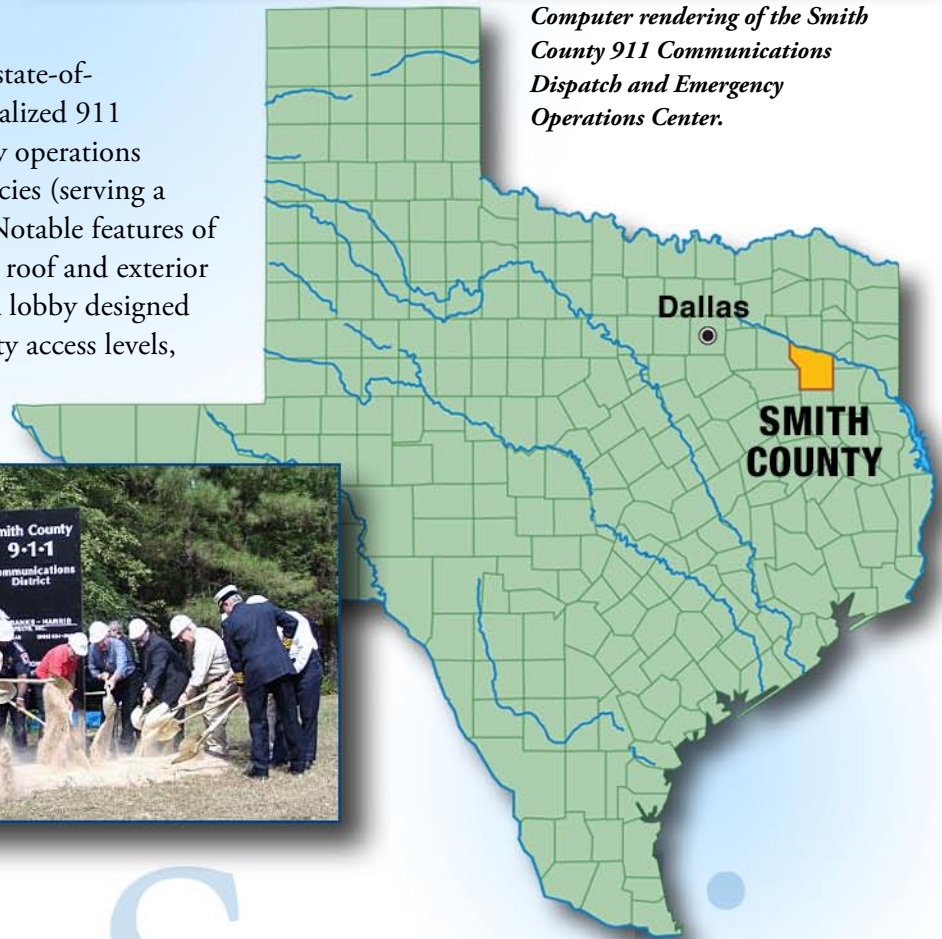 Computer rendering of the Smith
County 911 Communications
Dispatch and Emergency
Operations Center.
state-of-
alized 911
operations
cies (serving a
Notable features of
roof and exterior
lobby designed
ty access levels,
Dallas
SMITH
COUNTY
mith County
9-1-1
ommunications
District
S